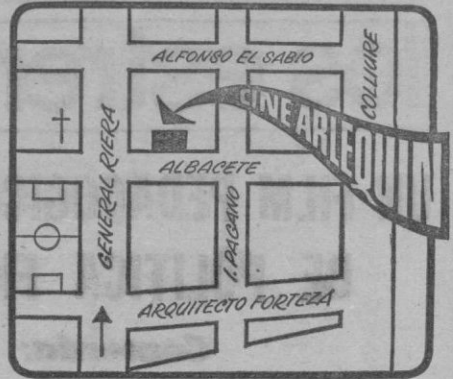 ALFONSO EL SABIO
COLLIURE
CINE ARLEQUIN
GENERAL RIERA
ALBACETE
I. PAGANO
ARQUITECTO FORTEZA